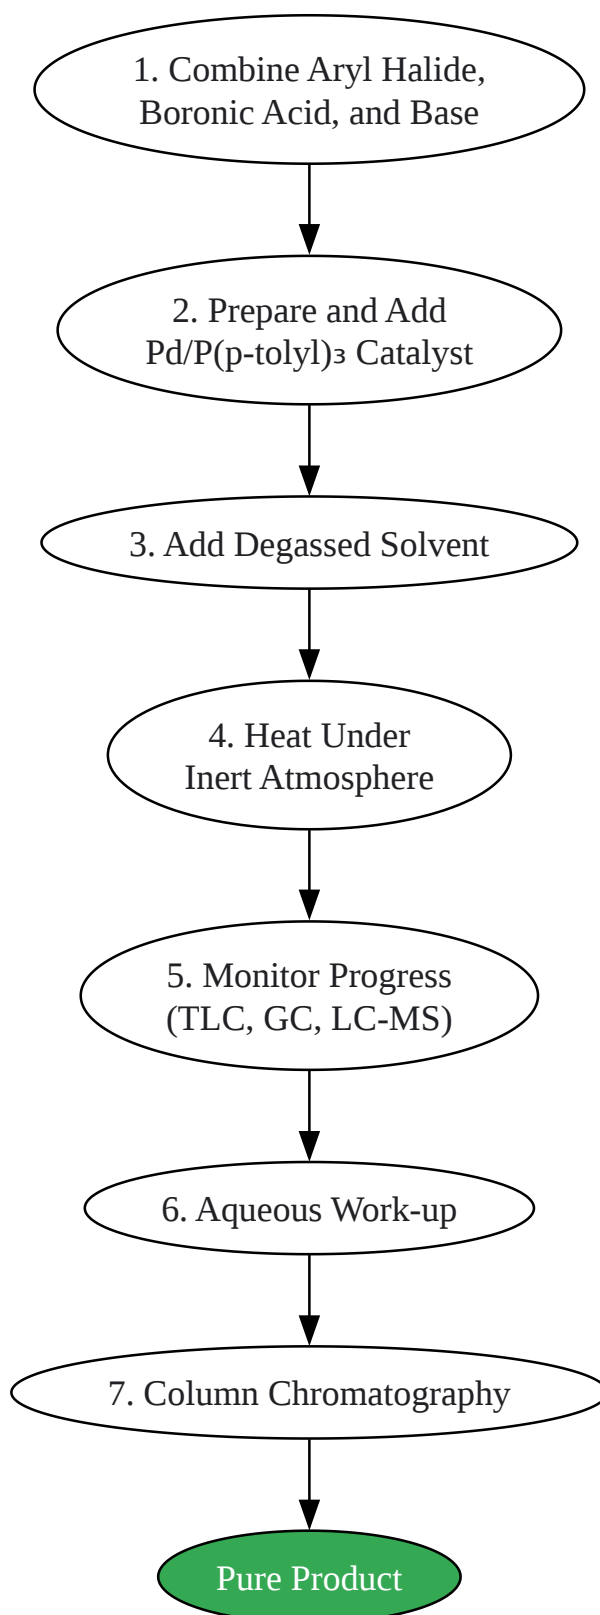 1. Combine Aryl Halide,
Boronic Acid, and Base
2. Prepare and Add
Pd/P(p-tolyl)₃ Catalyst
3. Add Degassed Solvent
4. Heat Under
Inert Atmosphere
5. Monitor Progress
(TLC, GC, LC-MS)
6. Aqueous Work-up
7. Column Chromatography
Pure Product